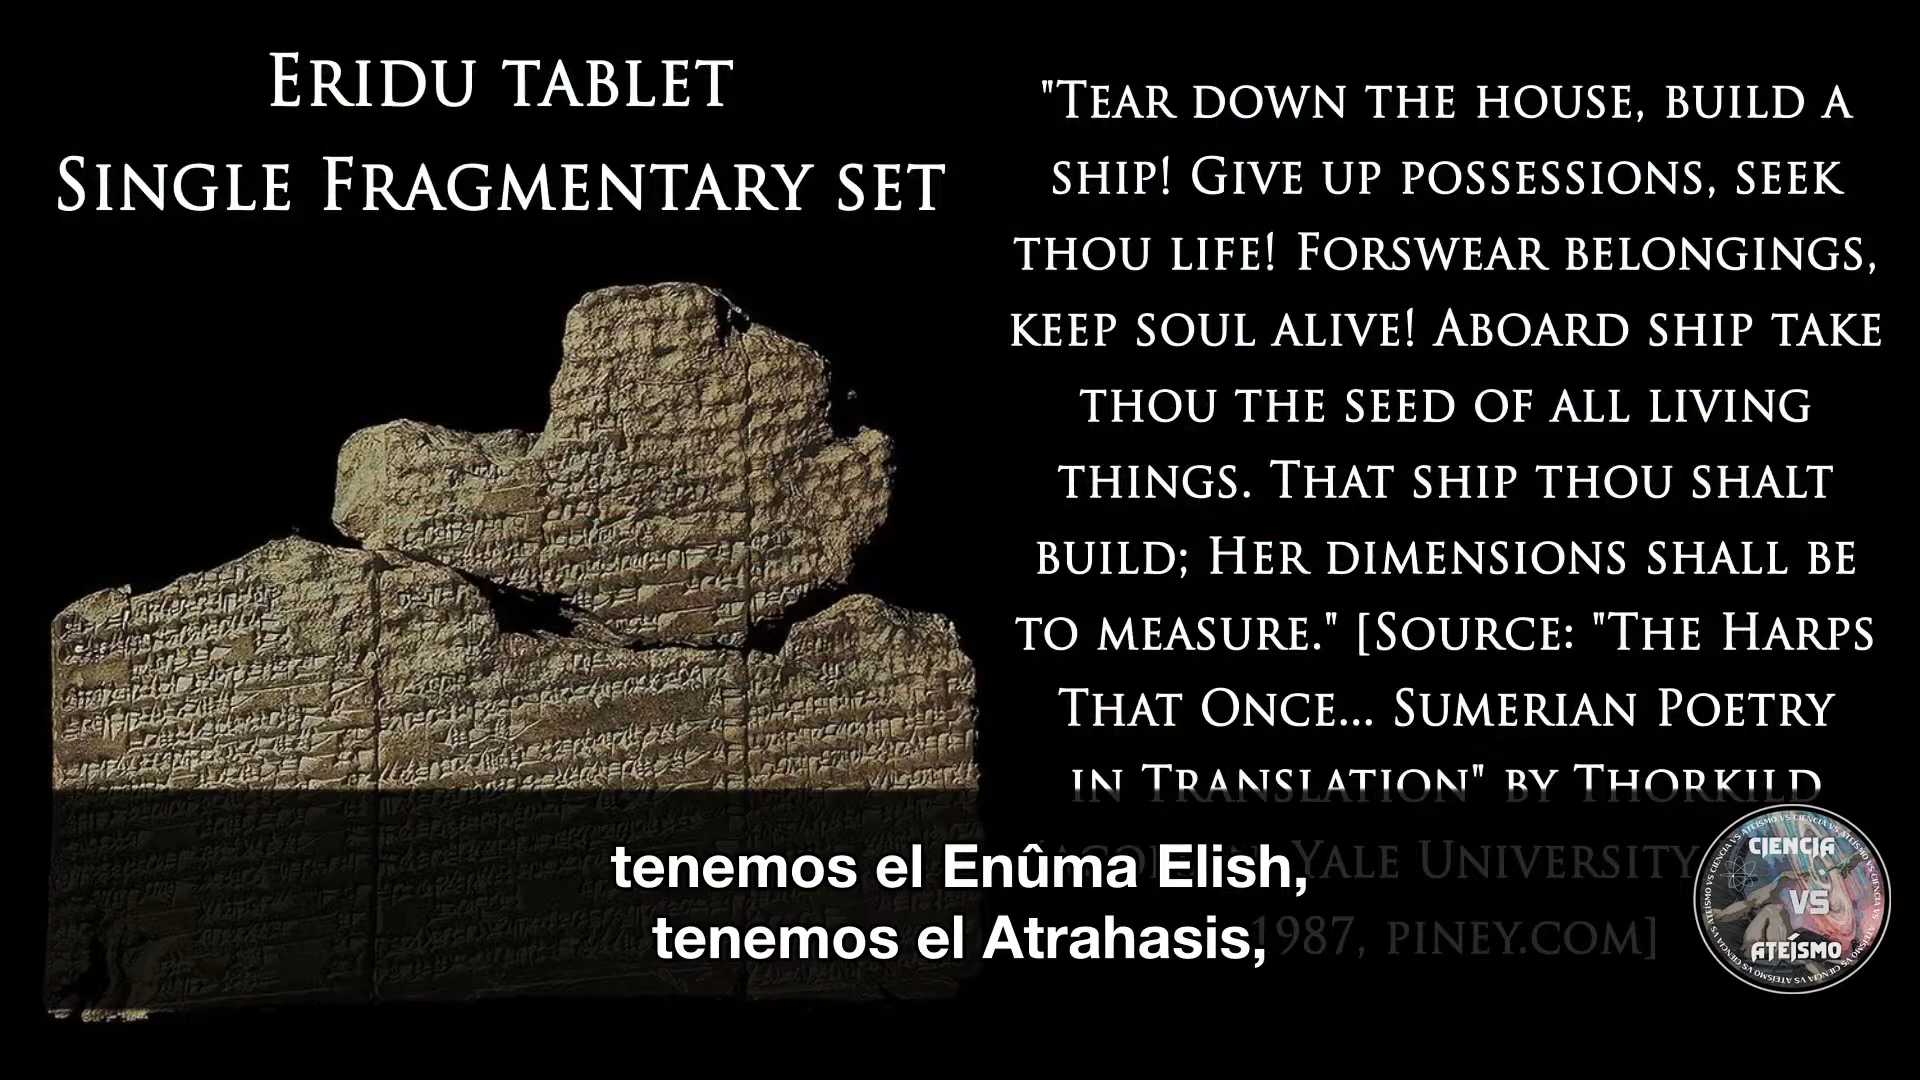 ERIDU TABLET
SINGLE FRAGMENTARY SET
"TEAR DOWN THE HOUSE, BUILD A
SHIP! GIVE UP POSSESSIONS, SEEK
THOU LIFE! FORSWEAR BELONGINGS,
KEEP SOUL ALIVE! ABOARD SHIP TAKE
THOU THE SEED OF ALL LIVING
THINGS. THAT SHIP THOU SHALT
BUILD; HER DIMENSIONS SHALL BE
TO MEASURE." [SOURCE: "THE HARPS
THAT ONCE... SUMERIAN POETRY
IN TRANSLATION" BY THORKILD
YALE UNIVERSITY
1987, PINEY.COM]
tenemos el Enûma Elish,
tenemos el Atrahasis,
CIENCIA
VS
ATEÍSMO